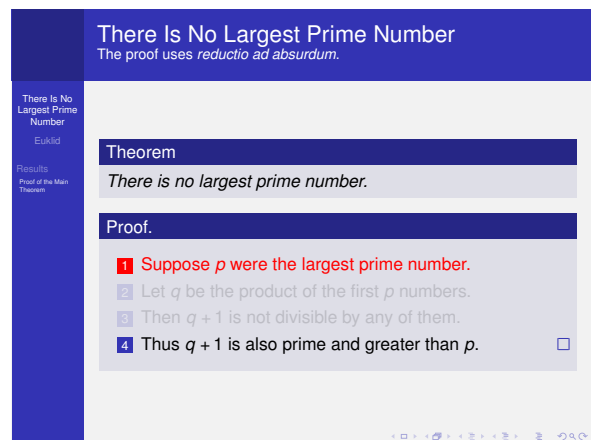 There Is No Largest Prime Number
The proof uses reductio ad absurdum.
There Is No
Largest Prime
Number
Euklid
Results
Proof of the Main
Theorem
Theorem
There is no largest prime number.
Proof.
1 Suppose p were the largest prime number.
2 Let q be the product of the first p numbers.
3 Then q + 1 is not divisible by any of them.
4 Thus q + 1 is also prime and greater than p. □